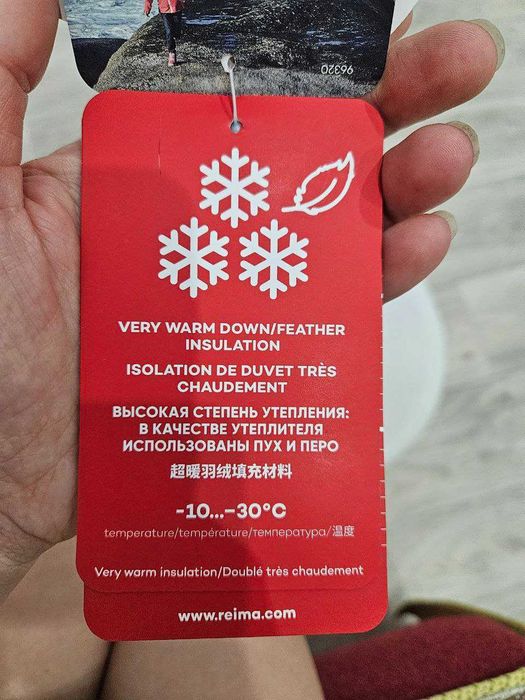 96320
VERY WARM DOWN/FEATHER
INSULATION
ISOLATION DE DUVET TRÈS
CHAUDEMENT
ВЫСОКАЯ СТЕПЕНЬ УТЕПЛЕНИЯ:
В КАЧЕСТВЕ УТЕПЛИТЕЛЯ
ИСПОЛЬЗОВАНЫ ПУХ И ПЕРО
超暖羽绒填充材料
-10...–30°C
temperature/température/температура/温度
Very warm insulation/Doublé très chaudement
www.reima.com